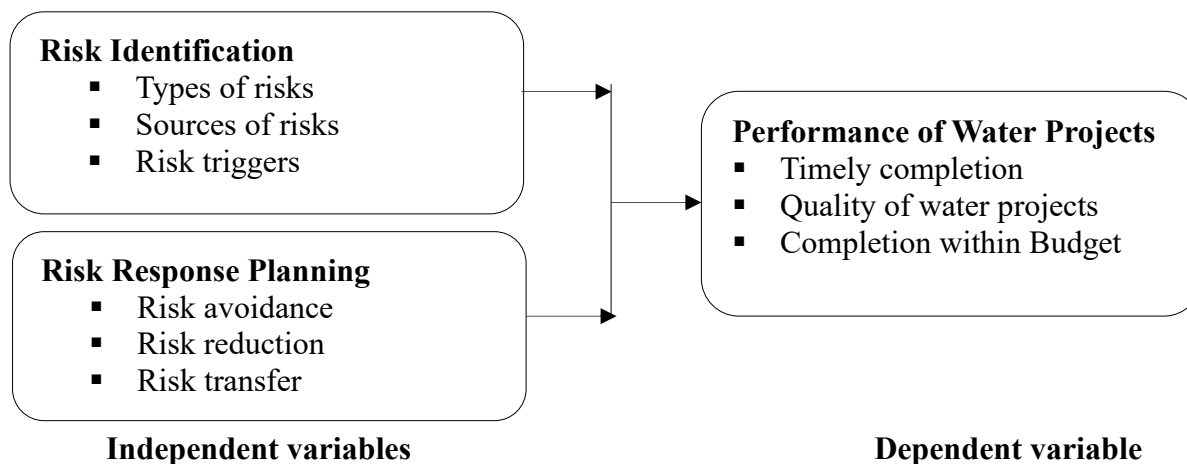 Risk Identification
▪ Types of risks
▪ Sources of risks
▪ Risk triggers
Risk Response Planning
▪ Risk avoidance
▪ Risk reduction
▪ Risk transfer
Independent variables
Performance of Water Projects
▪ Timely completion
▪ Quality of water projects
▪ Completion within Budget
Dependent variable